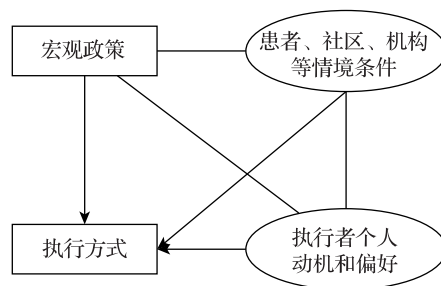 宏观政策
患者、社区、机构
等情境条件
执行方式
执行者个人
动机和偏好